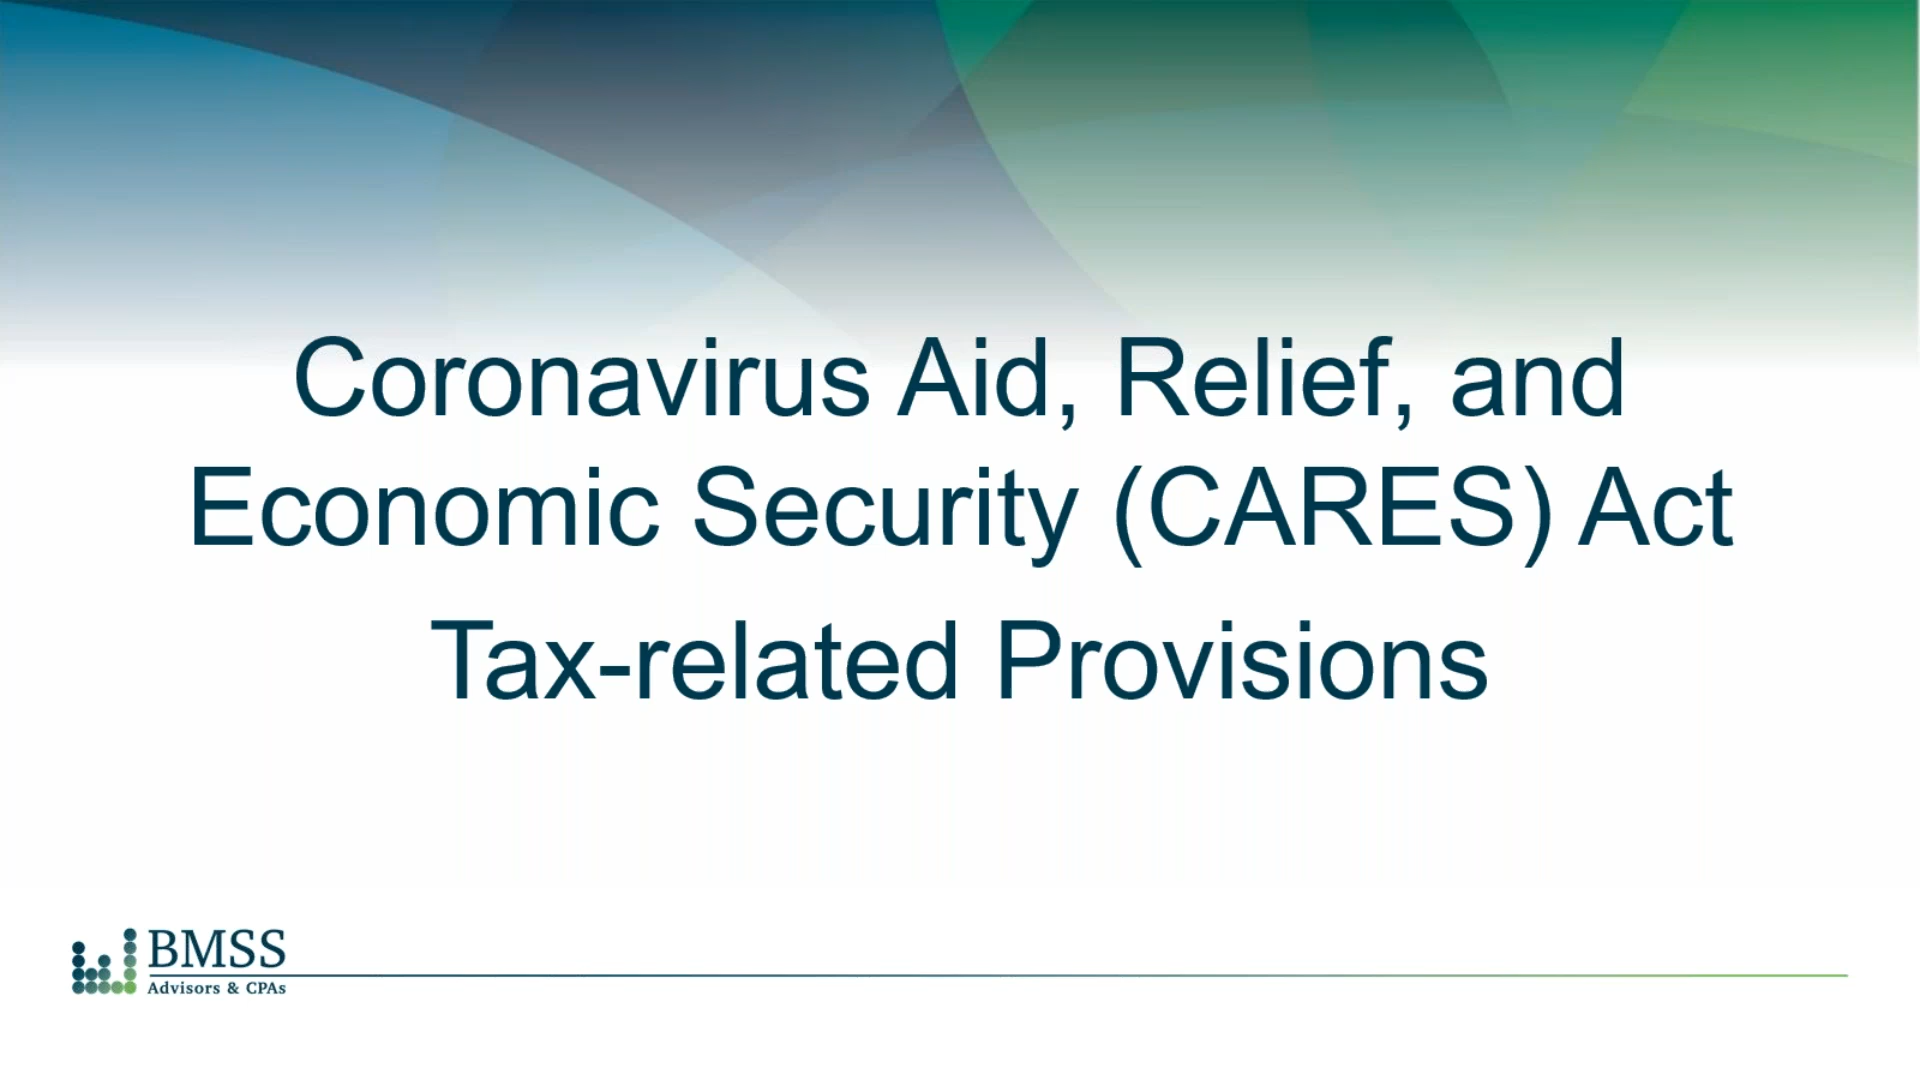 Coronavirus Aid, Relief, and
Economic Security (CARES) Act
Tax-related Provisions
BMSS
Advisors & CPAs